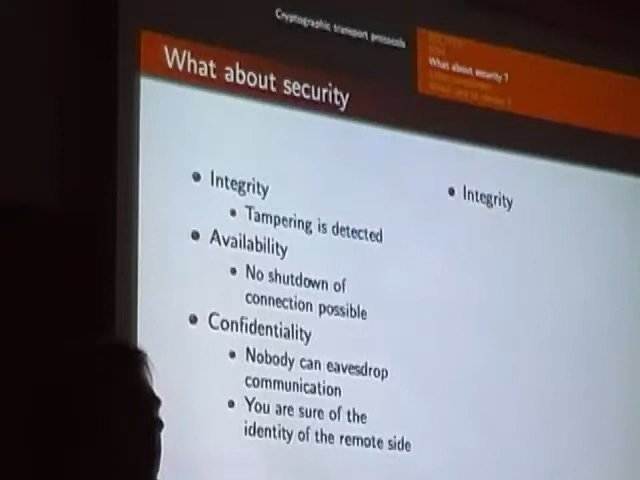 Cryptographic transport protocols
What about security ?
What about security
Integrity
Tampering is detected
Availability
No shutdown of
connection possible
Confidentiality
Nobody can eavesdrop
communication
You are sure of the
identity of the remote side
Integrity